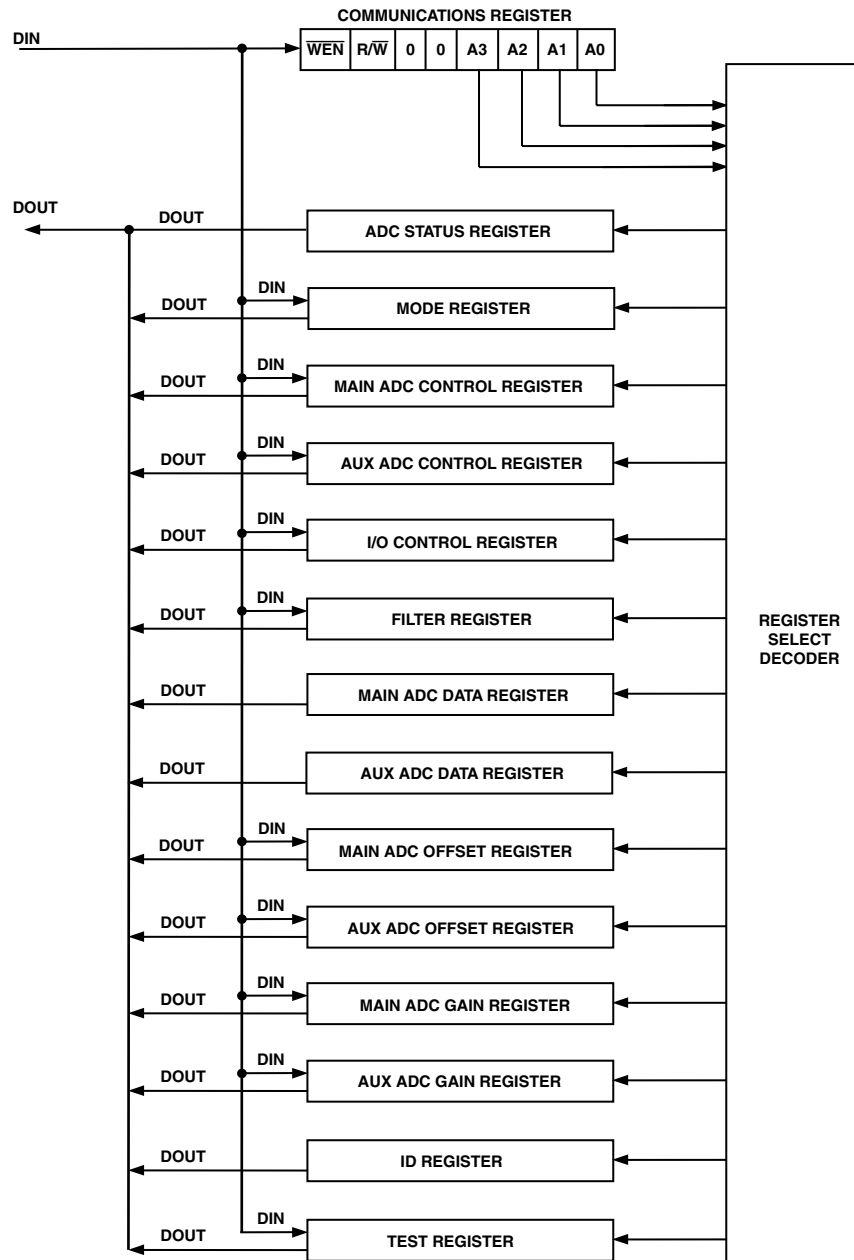 COMMUNICATIONS REGISTER
DIN
WEN R/W 0 0 A3 A2 A1 A0
DOUT
DOUT
ADC STATUS REGISTER
DIN
DOUT
MODE REGISTER
DIN
DOUT
MAIN ADC CONTROL REGISTER
DIN
DOUT
AUX ADC CONTROL REGISTER
DIN
DOUT
I/O CONTROL REGISTER
DIN
DOUT
FILTER REGISTER
REGISTER
SELECT
DECODER
DOUT
MAIN ADC DATA REGISTER
DOUT
AUX ADC DATA REGISTER
DIN
DOUT
MAIN ADC OFFSET REGISTER
DIN
DOUT
AUX ADC OFFSET REGISTER
DIN
DOUT
MAIN ADC GAIN REGISTER
DIN
DOUT
AUX ADC GAIN REGISTER
DOUT
ID REGISTER
DIN
DOUT
TEST REGISTER